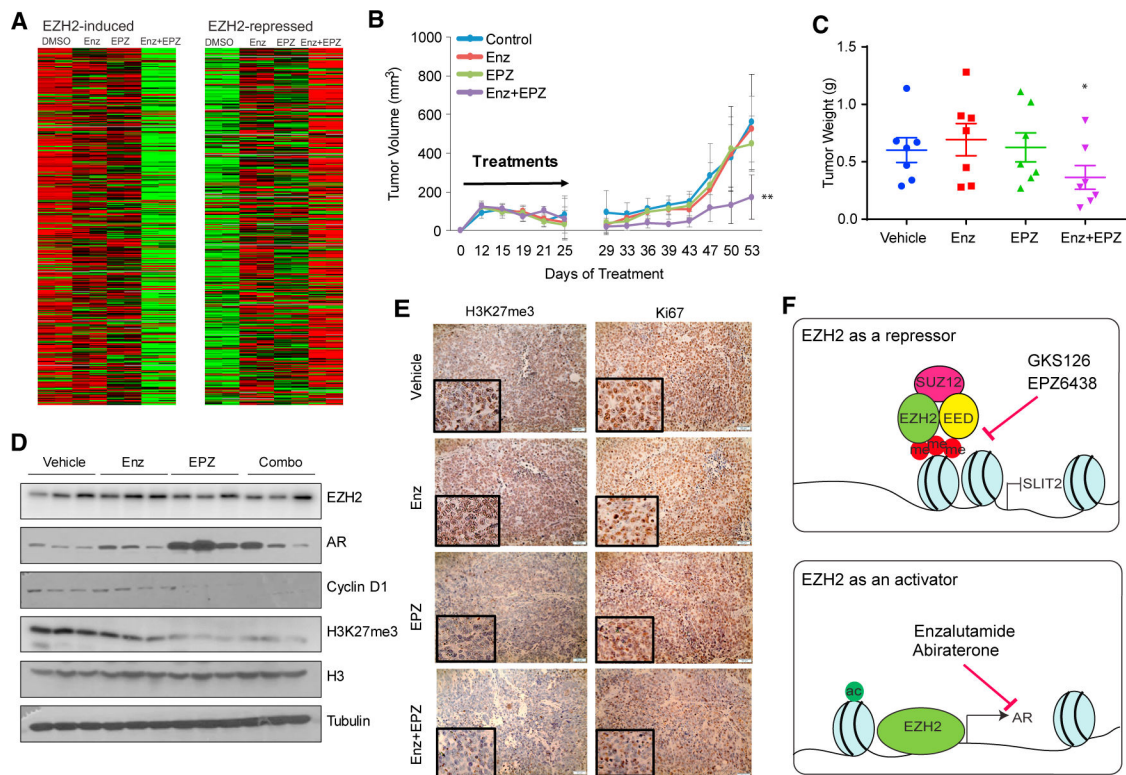 A
EZH2-induced
DMSO Enz EPZ Enz+EPZ
EZH2-repressed
DMSO Enz EPZ Enz+EPZ
B
Tumor Volume (mm3)
1000
800
600
400
200
0
Control
Enz
EPZ
Enz+EPZ
Treatments
**
0 12 15 19 21 25 29 33 36 39 43 47 50 53
Days of Treatment
C
Tumor Weight (g)
1.5
1.0
0.5
0.0
*
Vehicle Enz EPZ Enz+EPZ
D
Vehicle Enz EPZ Combo
EZH2
AR
Cyclin D1
H3K27me3
H3
Tubulin
E
H3K27me3 Ki67
Vehicle
Enz
EPZ
Enz+EPZ
F
EZH2 as a repressor
GKS126
EPZ6438
SUZ12
EZH2 EED
me me me
SLIT2
EZH2 as an activator
Enzalutamide
Abiraterone
ac
EZH2
AR